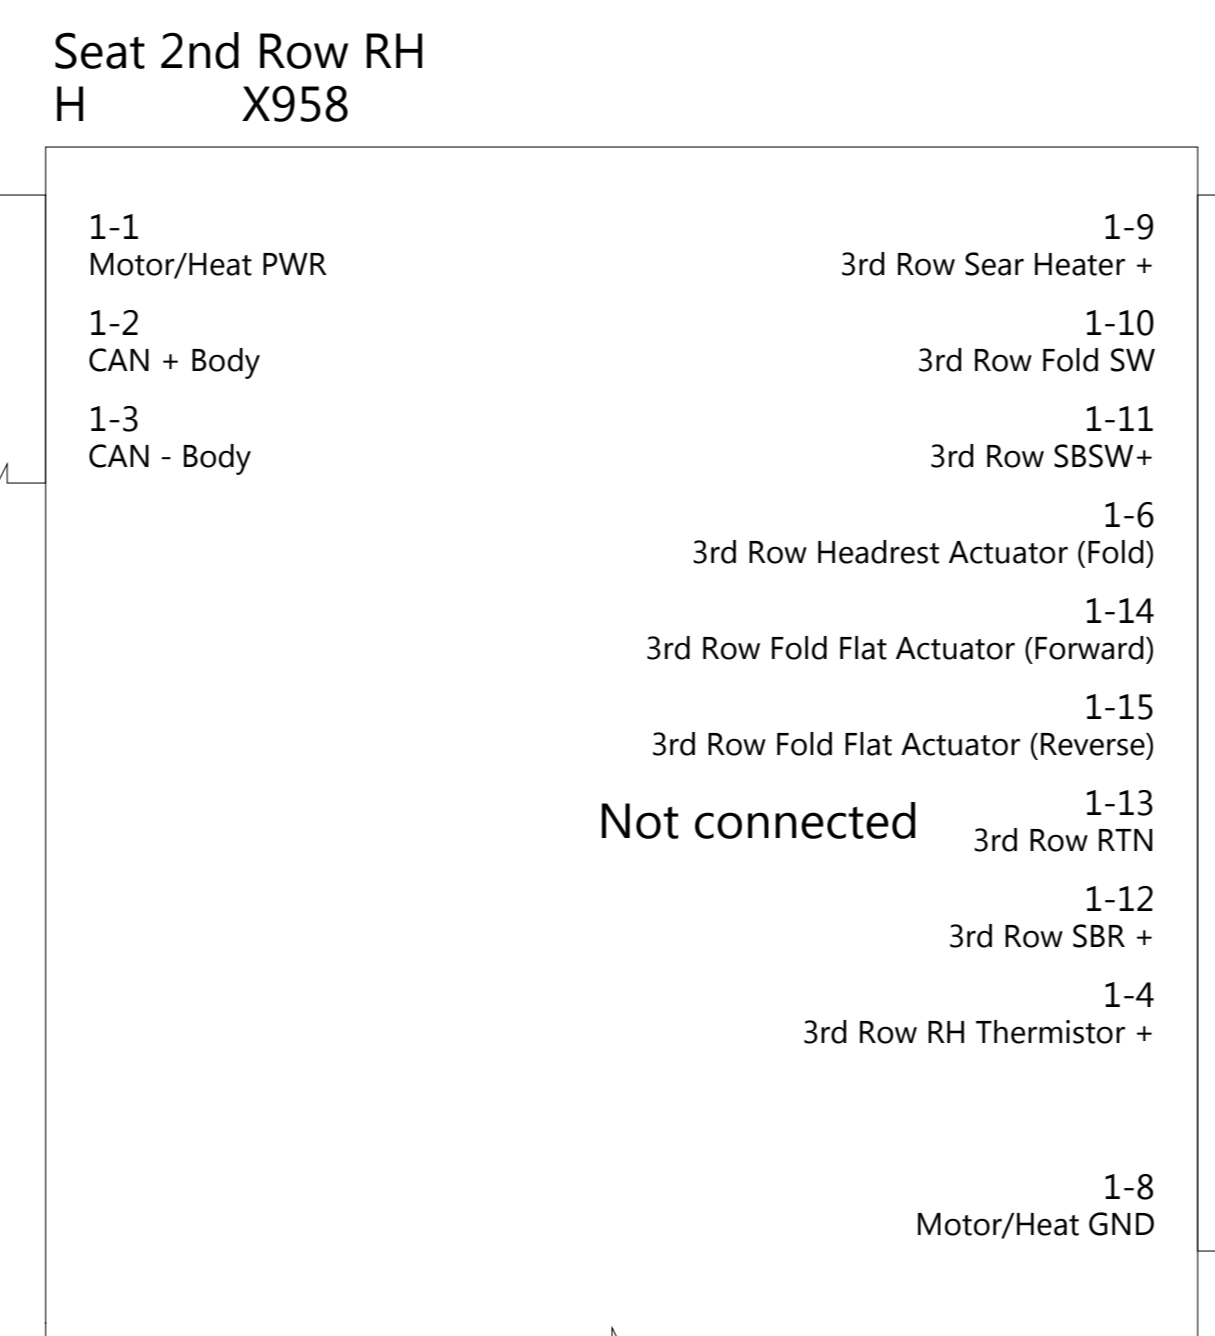 Seat 2nd Row RH
H X958
1-1
Motor/Heat PWR
1-2
CAN + Body
1-3
CAN - Body
1-9
3rd Row Sear Heater +
1-10
3rd Row Fold SW
1-11
3rd Row SBSW+
1-6
3rd Row Headrest Actuator (Fold)
1-14
3rd Row Fold Flat Actuator (Forward)
1-15
3rd Row Fold Flat Actuator (Reverse)
Not connected
1-13
3rd Row RTN
1-12
3rd Row SBR +
1-4
3rd Row RH Thermistor +
1-8
Motor/Heat GND